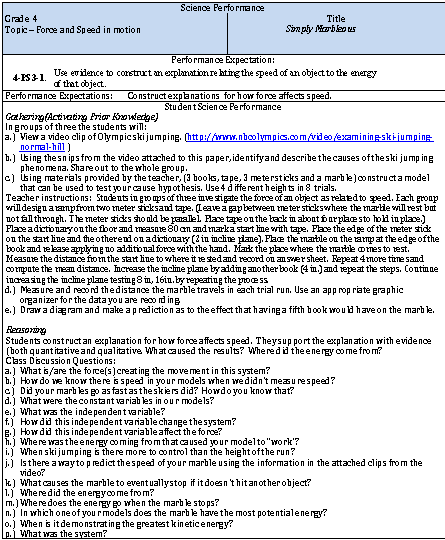 Science Performance
Grade 4
Topic – Force and Speed in motion
Title
Simply Marbleous
Performance Expectation:
4-PS3-1. Use evidence to construct an explanation relating the speed of an object to the energy
of that object.
Performance Expectations: Construct explanations for how force affects speed.
Student Science Performance
Gathering(Activating Prior Knowledge)
In groups of three the students will:
a.) View a video clip of Olympic ski jumping. (http://www.nbcolympics.com/video/examining-ski-jumping-
normal-hill )
b.) Using the snips from the video attached to this paper, identify and describe the causes of the ski jumping
phenomena. Share out to the whole group.
c.) Using materials provided by the teacher, (3 books, tape, 3 meter sticks and a marble) construct a model
that can be used to test your cause hypothesis. Use 4 different heights in 8 trials.
Teacher instructions: Students in groups of three investigate the force of an object as related to speed. Each group
will design a ramp from two meter sticks and tape. (Leave a gap between meter sticks where the marble will rest but
not fall through. The meter sticks should be parallel. Place tape on the back in about four places to hold in place.)
Place a dictionary on the floor and measure 80 cm and mark a start line with tape. Place the edge of the meter stick
on the start line and the other end on a dictionary (2 in incline plane). Place the marble on the ramp at the edge of the
book and release applying no additional force with the hand. Mark the place where the marble comes to rest.
Measure the distance from the start line to where it rested and record on answer sheet. Repeat 4 more times and
compute the mean distance. Increase the incline plane by adding another book (4 in.) and repeat the steps. Continue
increasing the incline plane testing 8 in, 16in. by repeating the process.
d.) Measure and record the distance the marble travels in each trial run. Use an appropriate graphic
organizer for the data you are recording.
e.) Draw a diagram and make a prediction as to the effect that having a fifth book would have on the marble.
Reasoning
Students construct an explanation for how force affects speed. They support the explanation with evidence
(both quantitative and qualitative. What caused the results? Where did the energy come from?
Class Discussion Questions:
a.) What is/are the force(s) creating the movement in this system?
b.) How do we know there is speed in your models when we didn't measure speed?
c.) Did your marbles go as fast as the skiers did? How do you know that?
d.) What were the constant variables in our models?
e.) What was the independent variable?
f.) How did this independent variable change the system?
g.) How did this independent variable affect the force?
h.) Where was the energy coming from that caused your model to "work"?
i.) When ski jumping is there more to control than the height of the run?
j.) Is there a way to predict the speed of your marble using the information in the attached clips from the
video?
k.) What causes the marble to eventually stop if it doesn't hit another object?
l.) Where did the energy come from?
m.) Where does the energy go when the marble stops?
n.) In which one of your models does the marble have the most potential energy?
o.) When is it demonstrating the greatest kinetic energy?
p.) What was the system?